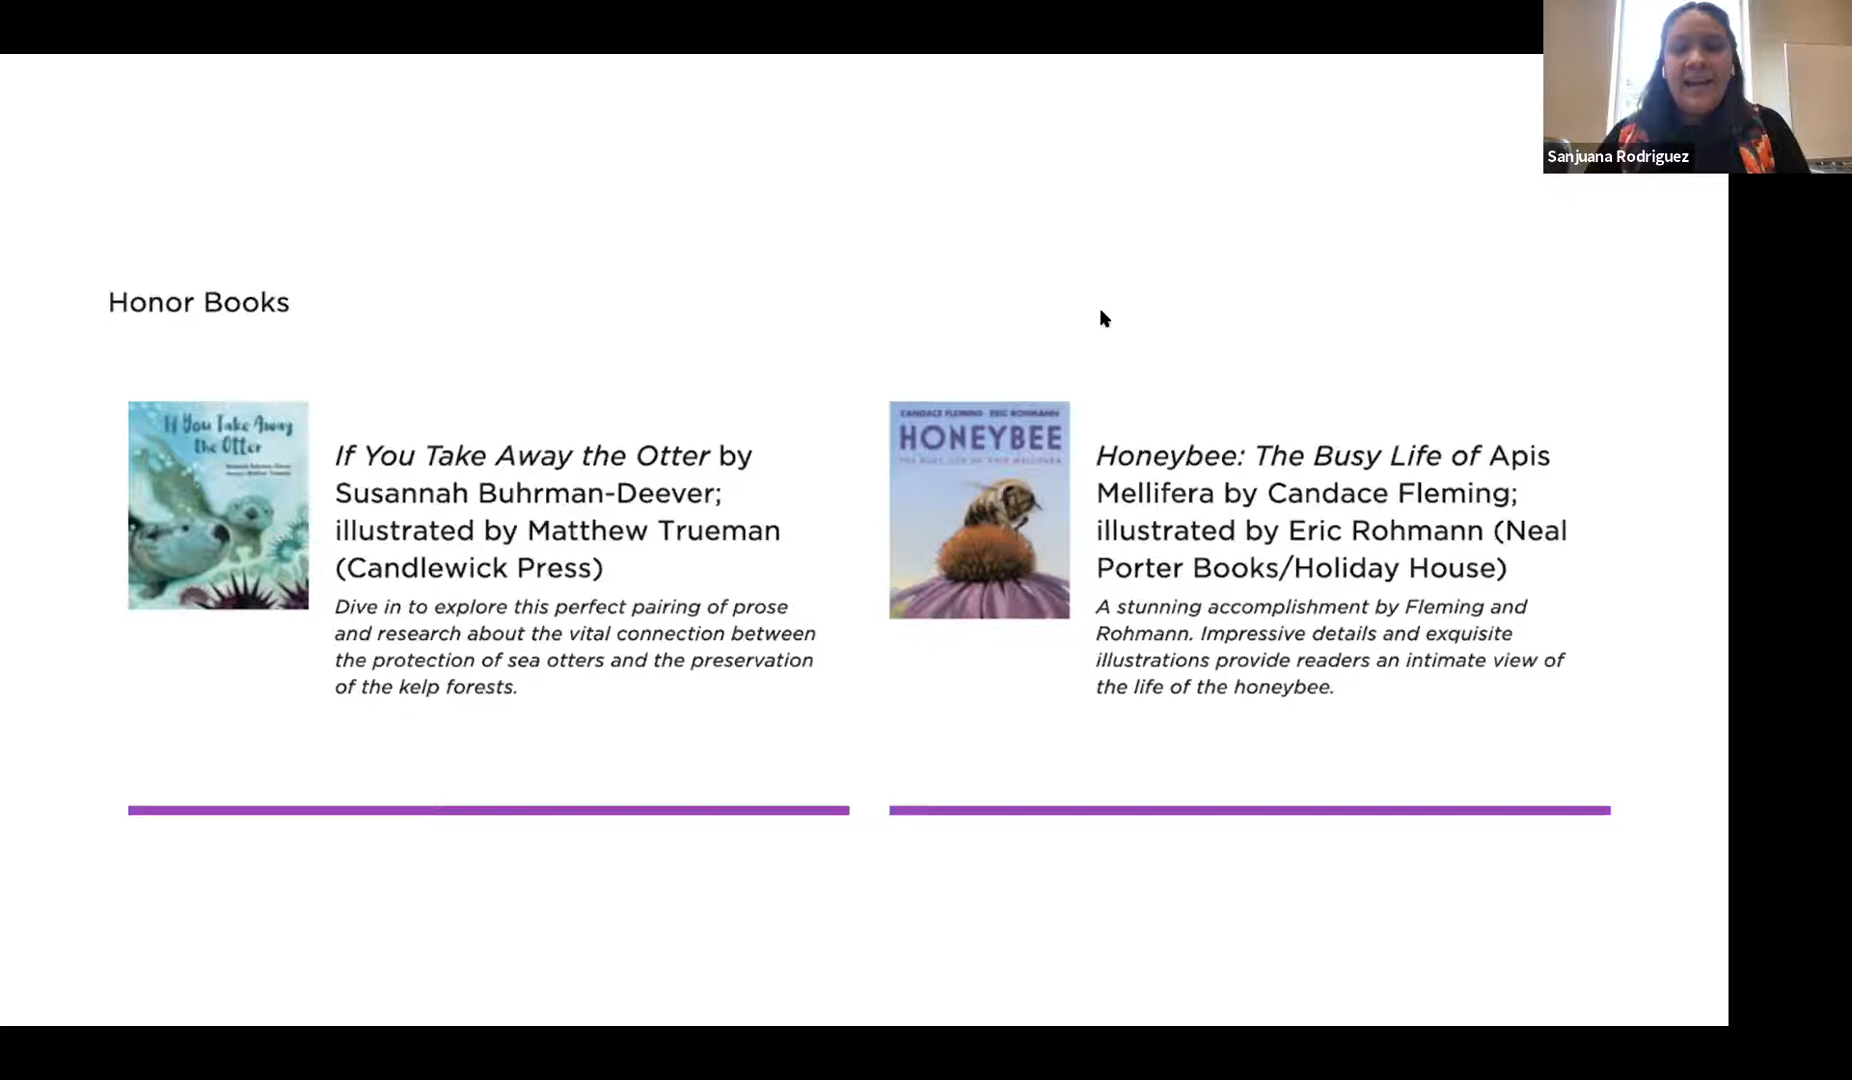 Sanjuana Rodriguez
Honor Books
If You Take Away
the Otter
If You Take Away the Otter by
Susannah Buhrman-Deever;
illustrated by Matthew Trueman
(Candlewick Press)
Dive in to explore this perfect pairing of prose
and research about the vital connection between
the protection of sea otters and the preservation
of the kelp forests.
CANDACE FLEMING ERIC ROHMANN
HONEYBEE
Honeybee: The Busy Life of Apis
Mellifera by Candace Fleming;
illustrated by Eric Rohmann (Neal
Porter Books/Holiday House)
A stunning accomplishment by Fleming and
Rohmann. Impressive details and exquisite
illustrations provide readers an intimate view of
the life of the honeybee.